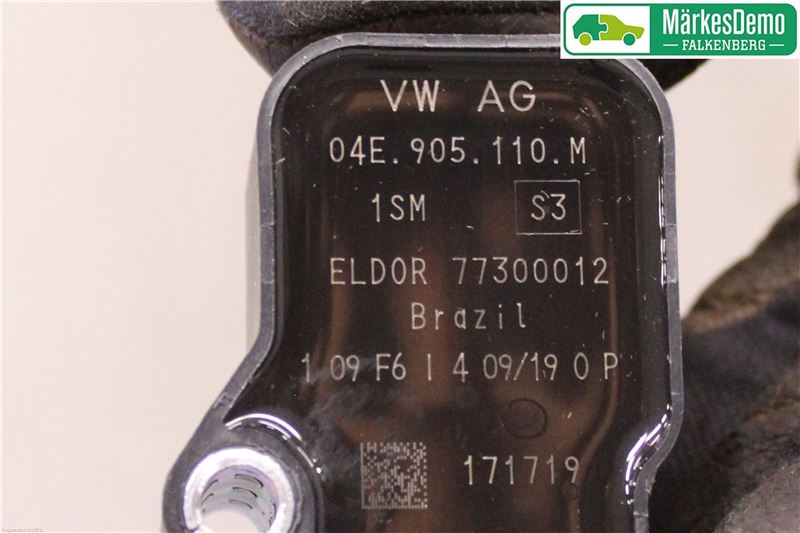 MärkesDemo
FALKENBERG
VW AG
04E.905.110.M
1SM S3
ELDOR 77300012
Brazil
1 09 F6 I 4 09/19 0 P
171719